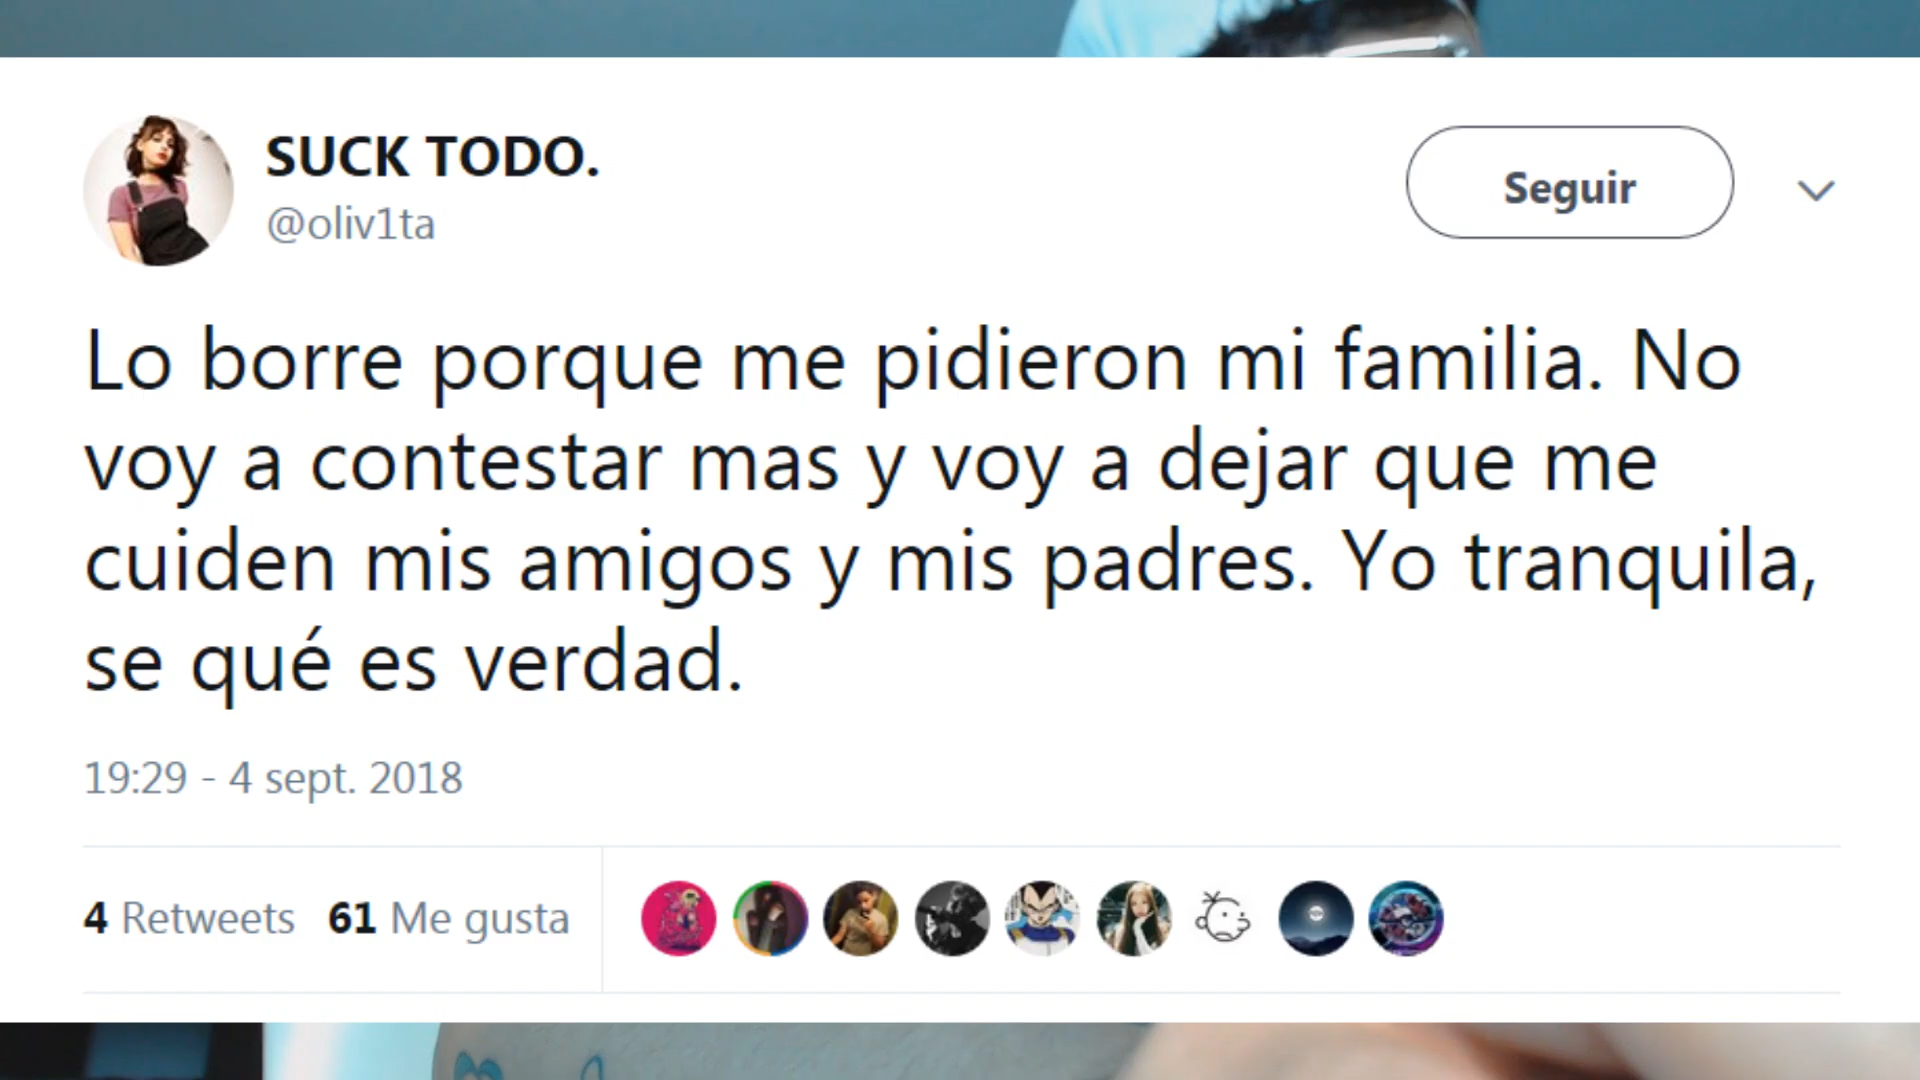 SUCK TODO.
@oliv1ta
Seguir
Lo borre porque me pidieron mi familia. No
voy a contestar mas y voy a dejar que me
cuiden mis amigos y mis padres. Yo tranquila,
se qué es verdad.
19:29 - 4 sept. 2018
4 Retweets 61 Me gusta